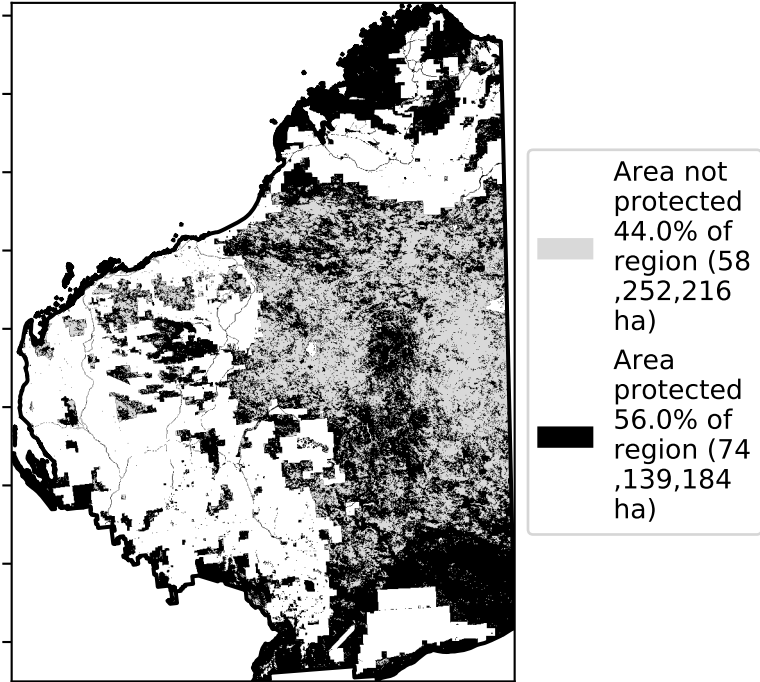 Area not
protected
44.0% of
region (58
,252,216
ha)
Area
protected
56.0% of
region (74
,139,184
ha)